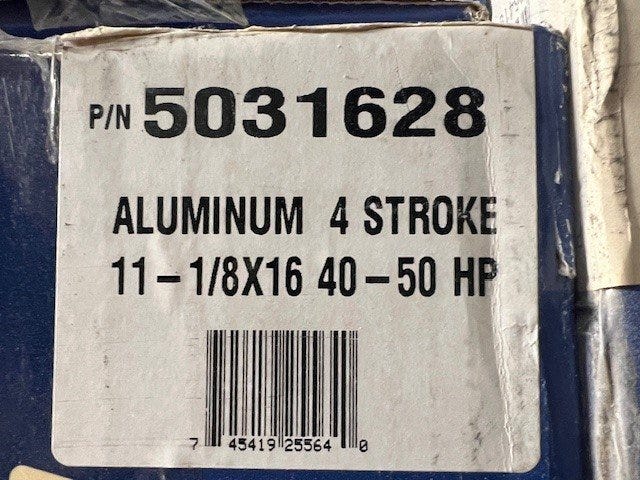 P/N 5031628
ALUMINUM 4 STROKE
11-1/8X16 40-50 HP
7 45419 25564 0